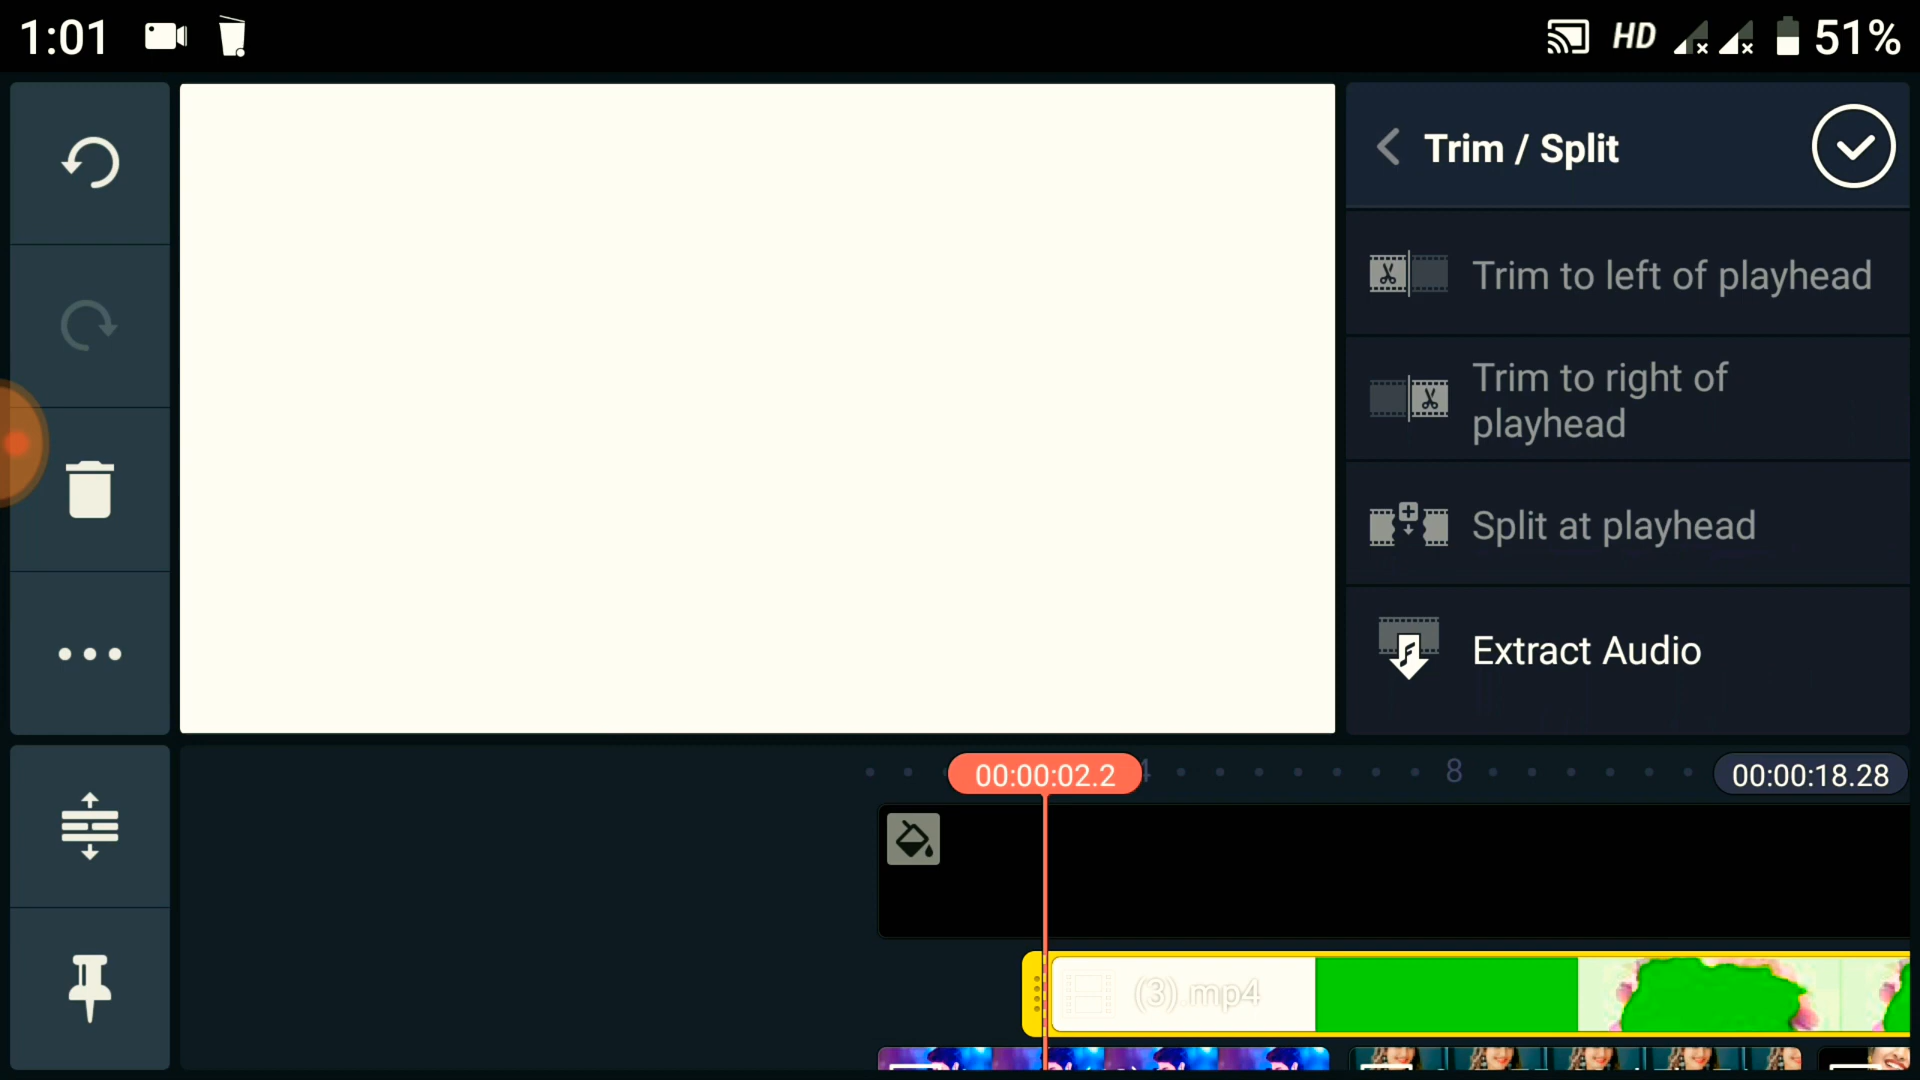 1:01
HD
51%
Trim / Split
Trim to left of playhead
Trim to right of
playhead
Split at playhead
Extract Audio
00:00:02.2
4
8
00:00:18.28
(3).mp4